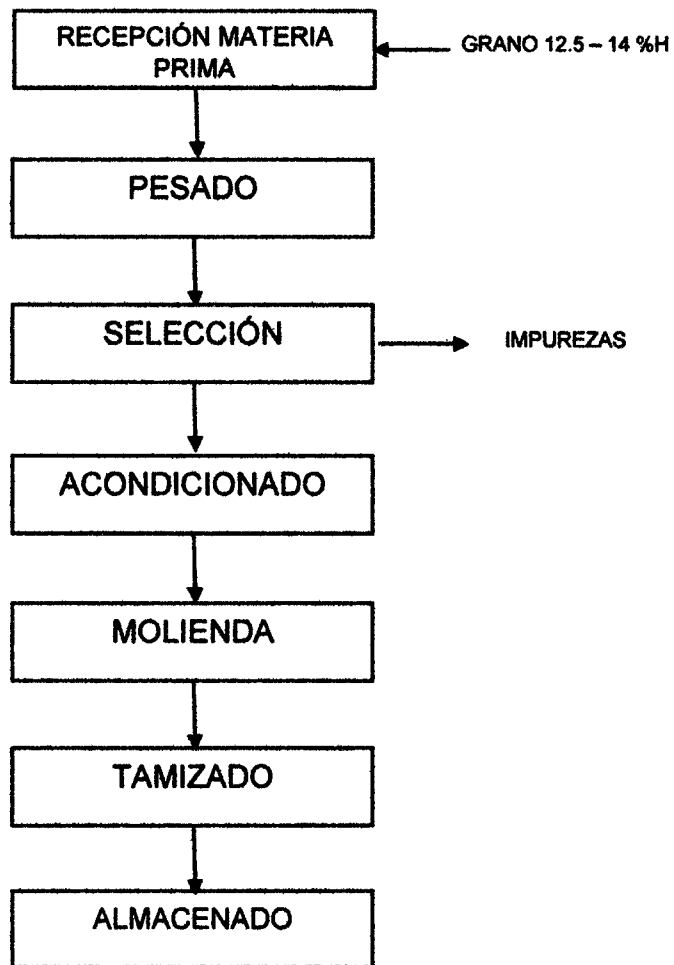 RECEPCIÓN MATERIA
PRIMA
GRANO 12.5 – 14 %H
PESADO
SELECCIÓN
IMPUREZAS
ACONDICIONADO
MOLIENDA
TAMIZADO
ALMACENADO